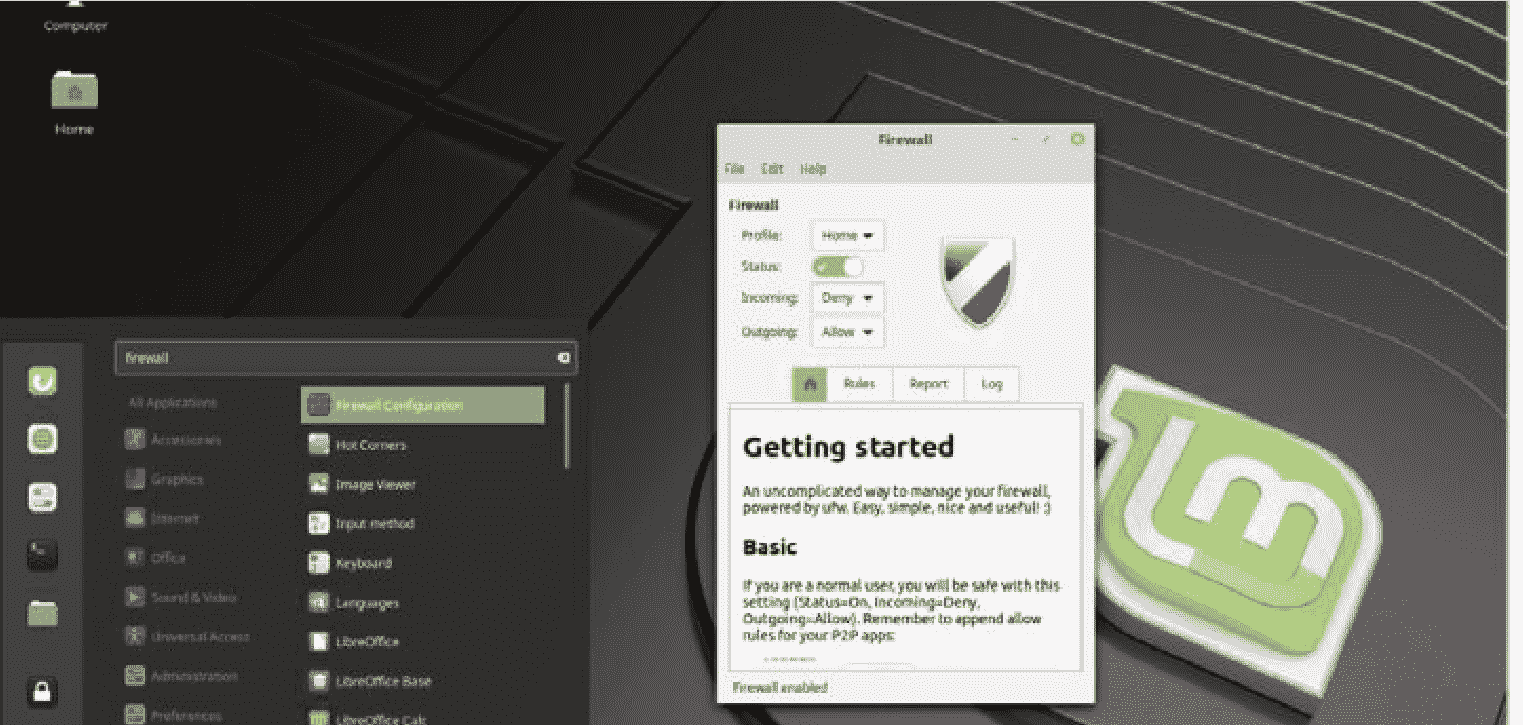 Computer
Home
Firewall
File Edit Help
Firewall
Profile: Home
Status:
Incoming: Deny
Outgoing: Allow
Rules Report Log
Getting started
An uncomplicated way to manage your firewall,
powered by ufw. Easy, simple, nice and useful! :)
Basic
If you are a normal user, you will be safe with this
setting (Status=On, Incoming=Deny,
Outgoing=Allow). Remember to append allow
rules for your P2P apps:
Firewall enabled
firewall
All Applications
Accessories
Graphics
Internet
Office
Sound & Video
Universal Access
Administration
Preferences
Firewall Configuration
Hot Corners
Image Viewer
Input method
Keyboard
Languages
LibreOffice
LibreOffice Base
LibreOffice Calc